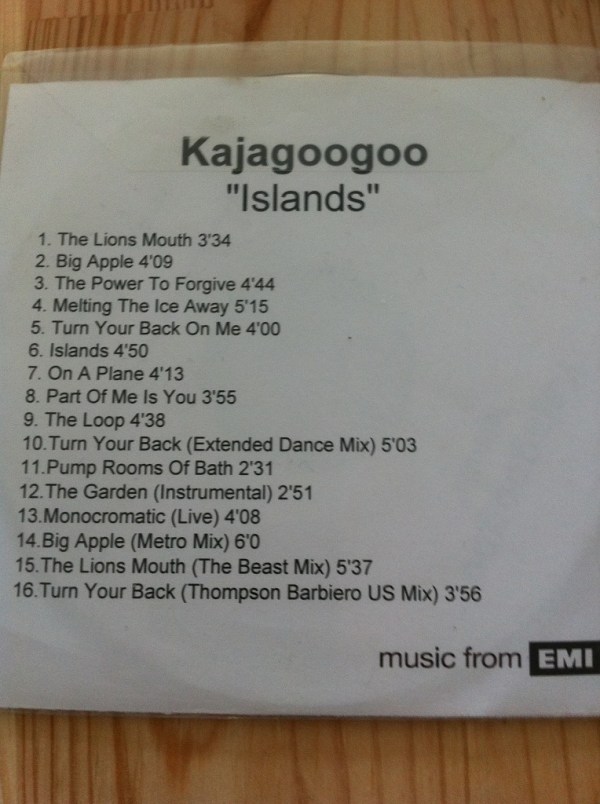 Kajagoogoo
"Islands"
1. The Lions Mouth 3'34
2. Big Apple 4'09
3. The Power To Forgive 4'44
4. Melting The Ice Away 5'15
5. Turn Your Back On Me 4'00
6. Islands 4'50
7. On A Plane 4'13
8. Part Of Me Is You 3'55
9. The Loop 4'38
10.Turn Your Back (Extended Dance Mix) 5'03
11.Pump Rooms Of Bath 2'31
12.The Garden (Instrumental) 2'51
13.Monocromatic (Live) 4'08
14.Big Apple (Metro Mix) 6'0
15.The Lions Mouth (The Beast Mix) 5'37
16.Turn Your Back (Thompson Barbiero US Mix) 3'56
music from EMI